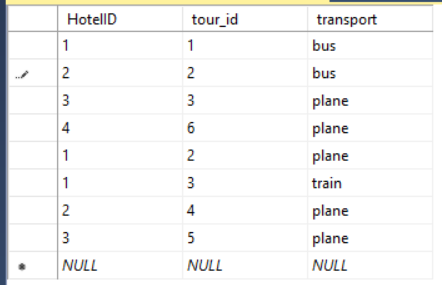 HotelID tour_id transport
1 1 bus
2 2 bus
3 3 plane
4 6 plane
1 2 plane
1 3 train
2 4 plane
3 5 plane
NULL NULL NULL